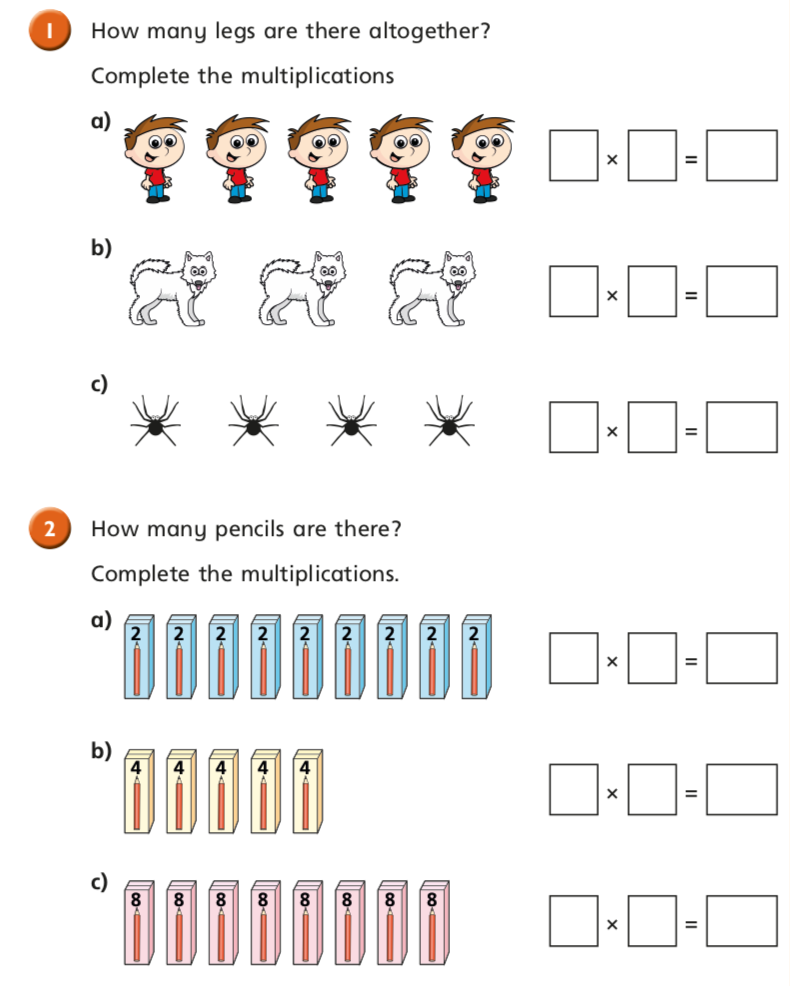 1 How many legs are there altogether?
Complete the multiplications
a) × =
b) × =
c) × =
2 How many pencils are there?
Complete the multiplications.
a) 2 2 2 2 2 2 2 2 2 × =
b) 4 4 4 4 4 × =
c) 8 8 8 8 8 8 8 8 × =